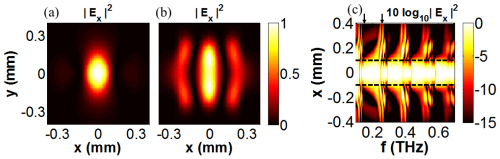 (a) | Eₓ|²
y (mm)
0.3
0
-0.3
-0.3 0 0.3
x (mm)
(b) | Eₓ|²
-0.3 0 0.3
x (mm)
1
0.5
0
(c) 10 log₁₀| Eₓ|²
x (mm)
0.4
0.2
0
-0.2
-0.4
0.2 0.4 0.6
f (THz)
0
-5
-10
-15